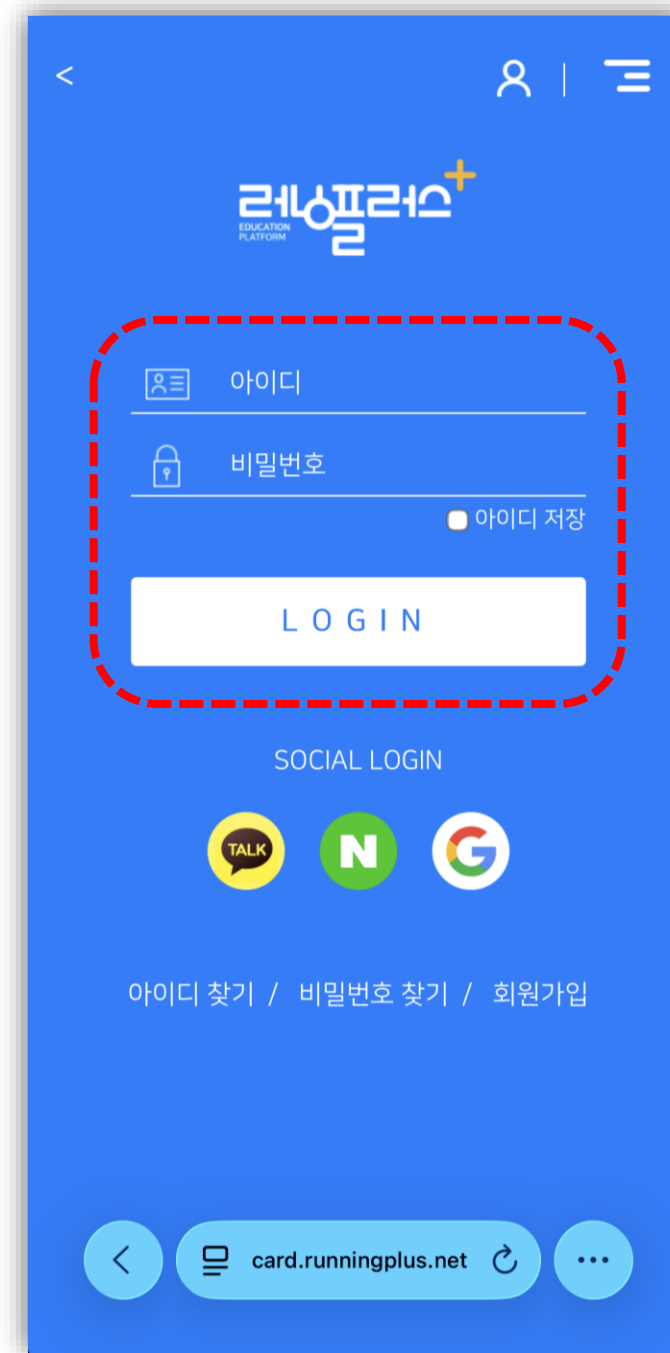 <
러닝플러스+
EDUCATION
PLATFORM
아이디
비밀번호
아이디 저장
LOGIN
SOCIAL LOGIN
TALK
N
G
아이디 찾기 / 비밀번호 찾기 / 회원가입
card.runningplus.net